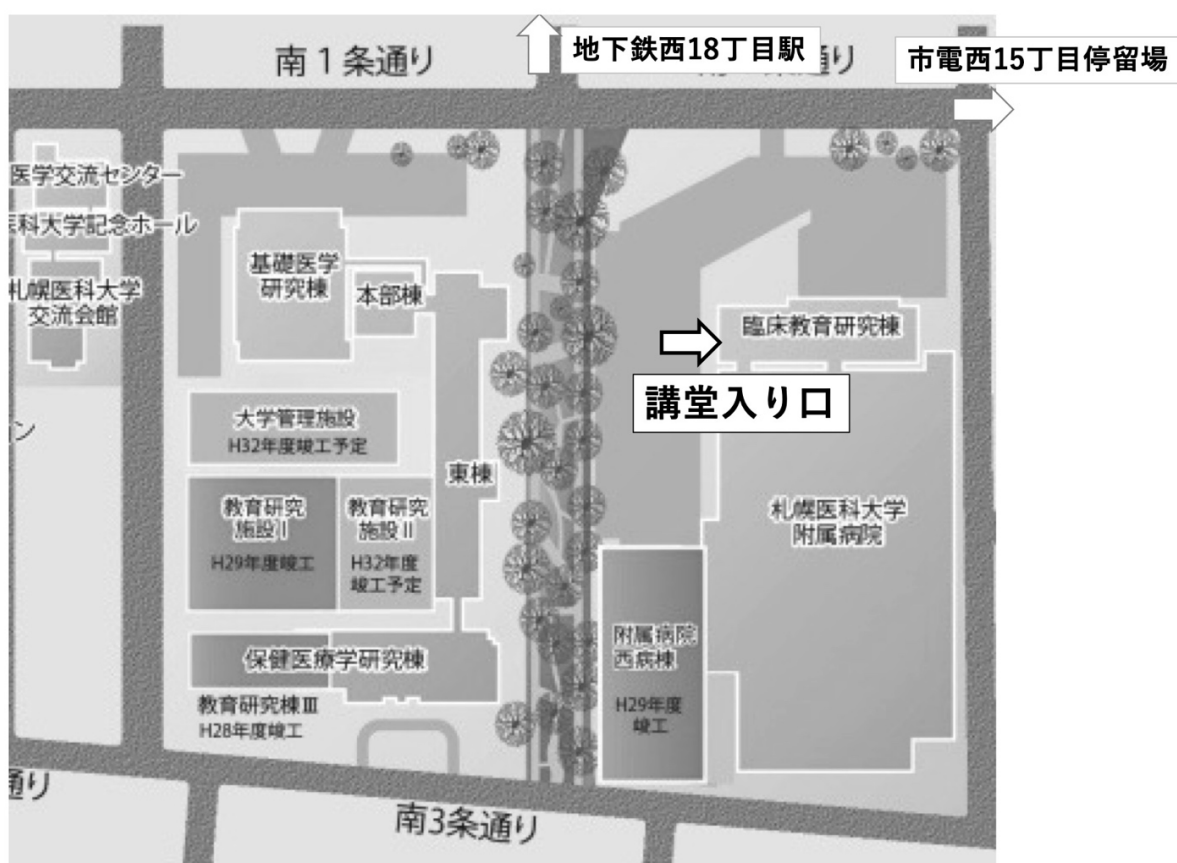 地下鉄西18丁目駅
市電西15丁目停留場
南1条通り
通り
医学交流センター
医科大学記念ホール
札幌医科大学
交流会館
基礎医学
研究棟
本部棟
臨床教育研究棟
講堂入り口
大学管理施設
H32年度竣工予定
ン
東棟
教育研究
施設Ⅰ
H29年度竣工
教育研究
施設Ⅱ
H32年度
竣工予定
札幌医科大学
附属病院
附属病院
西病棟
H29年度
竣工
保健医療学研究棟
教育研究棟Ⅲ
H28年度竣工
通り
南3条通り